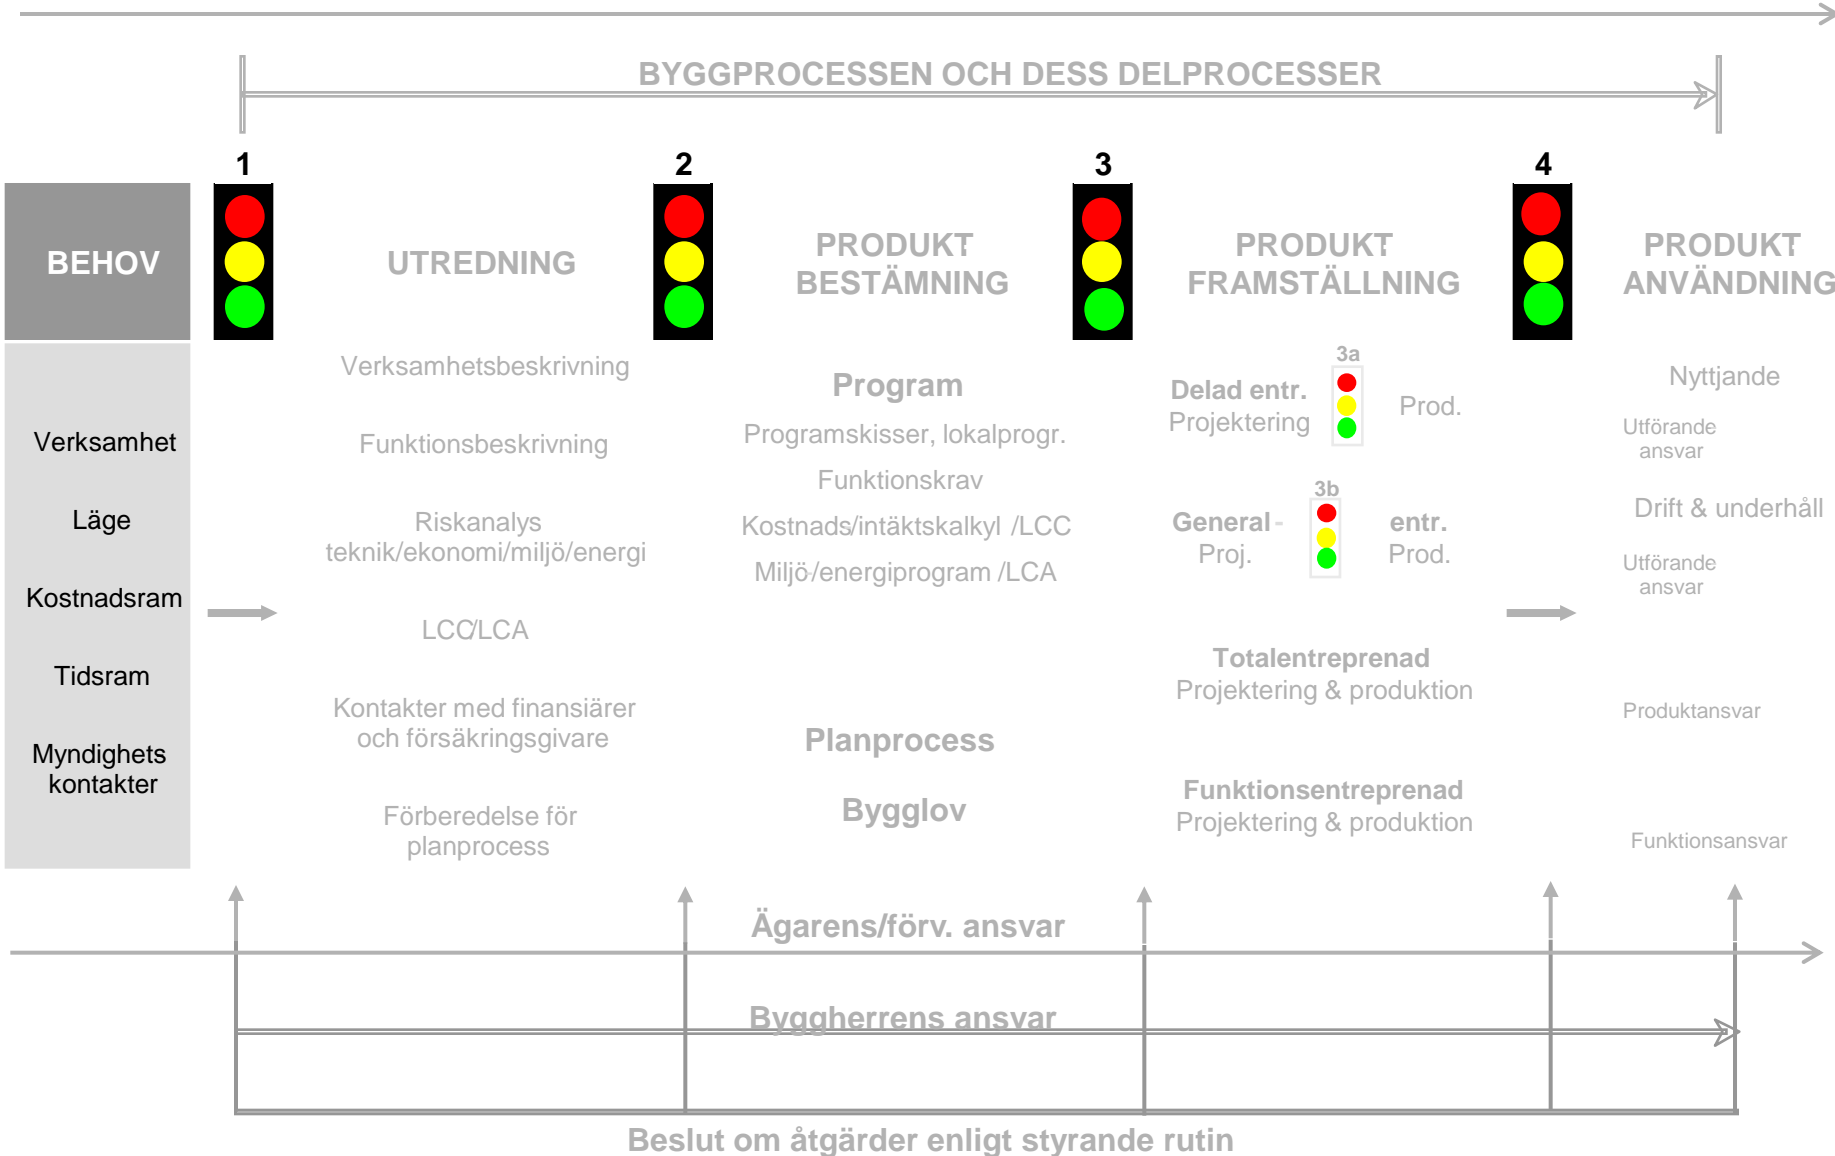 BYGGPROCESSEN OCH DESS DELPROCESSER
1
2
3
4
BEHOV
UTREDNING
PRODUKT
BESTÄMNING
PRODUKT
FRAMSTÄLLNING
PRODUKT
ANVÄNDNING
Verksamhet
Läge
Kostnadsram
Tidsram
Myndighets
kontakter
Verksamhetsbeskrivning
Funktionsbeskrivning
Riskanalys
teknik/ekonomi/miljö/energi
LCC/LCA
Kontakter med finansiärer
och försäkringsgivare
Förberedelse för
planprocess
Program
Programskisser, lokalprogr.
Funktionskrav
Kostnads/intäktskalkyl /LCC
Miljö-/energiprogram /LCA
Planprocess
Bygglov
3a
Delad entr.
Projektering Prod.
3b
General- entr.
Proj. Prod.
Totalentreprenad
Projektering & produktion
Funktionsentreprenad
Projektering & produktion
Nyttjande
Utförande
ansvar
Drift & underhåll
Utförande
ansvar
Produktansvar
Funktionsansvar
Ägarens/förv. ansvar
Byggherrens ansvar
Beslut om åtgärder enligt styrande rutin